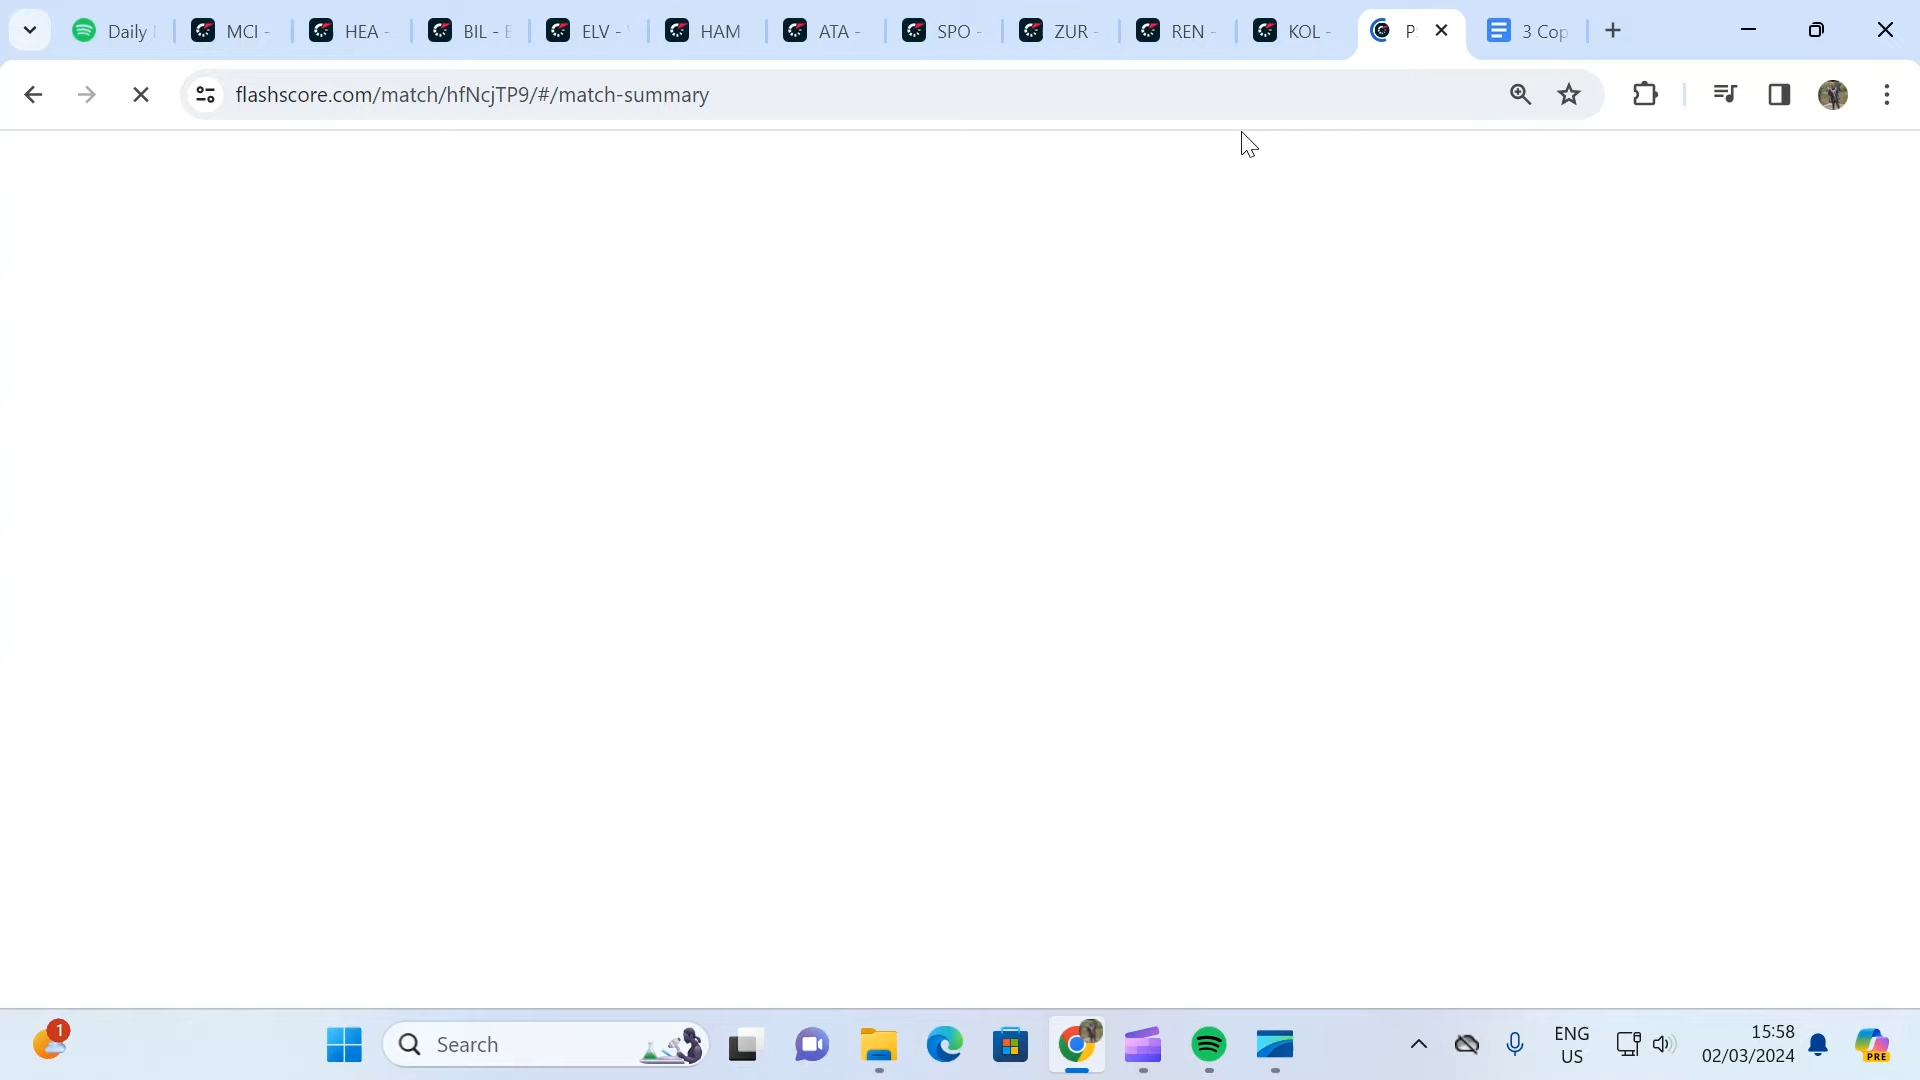 Daily
MCI -
HEA -
BIL - E
ELV -
HAM
ATA -
SPO -
ZUR -
REN -
KOL -
P
3 Cop
flashscore.com/match/hfNcjTP9/#/match-summary
1
Search
ENG
US
15:58
02/03/2024
PRE